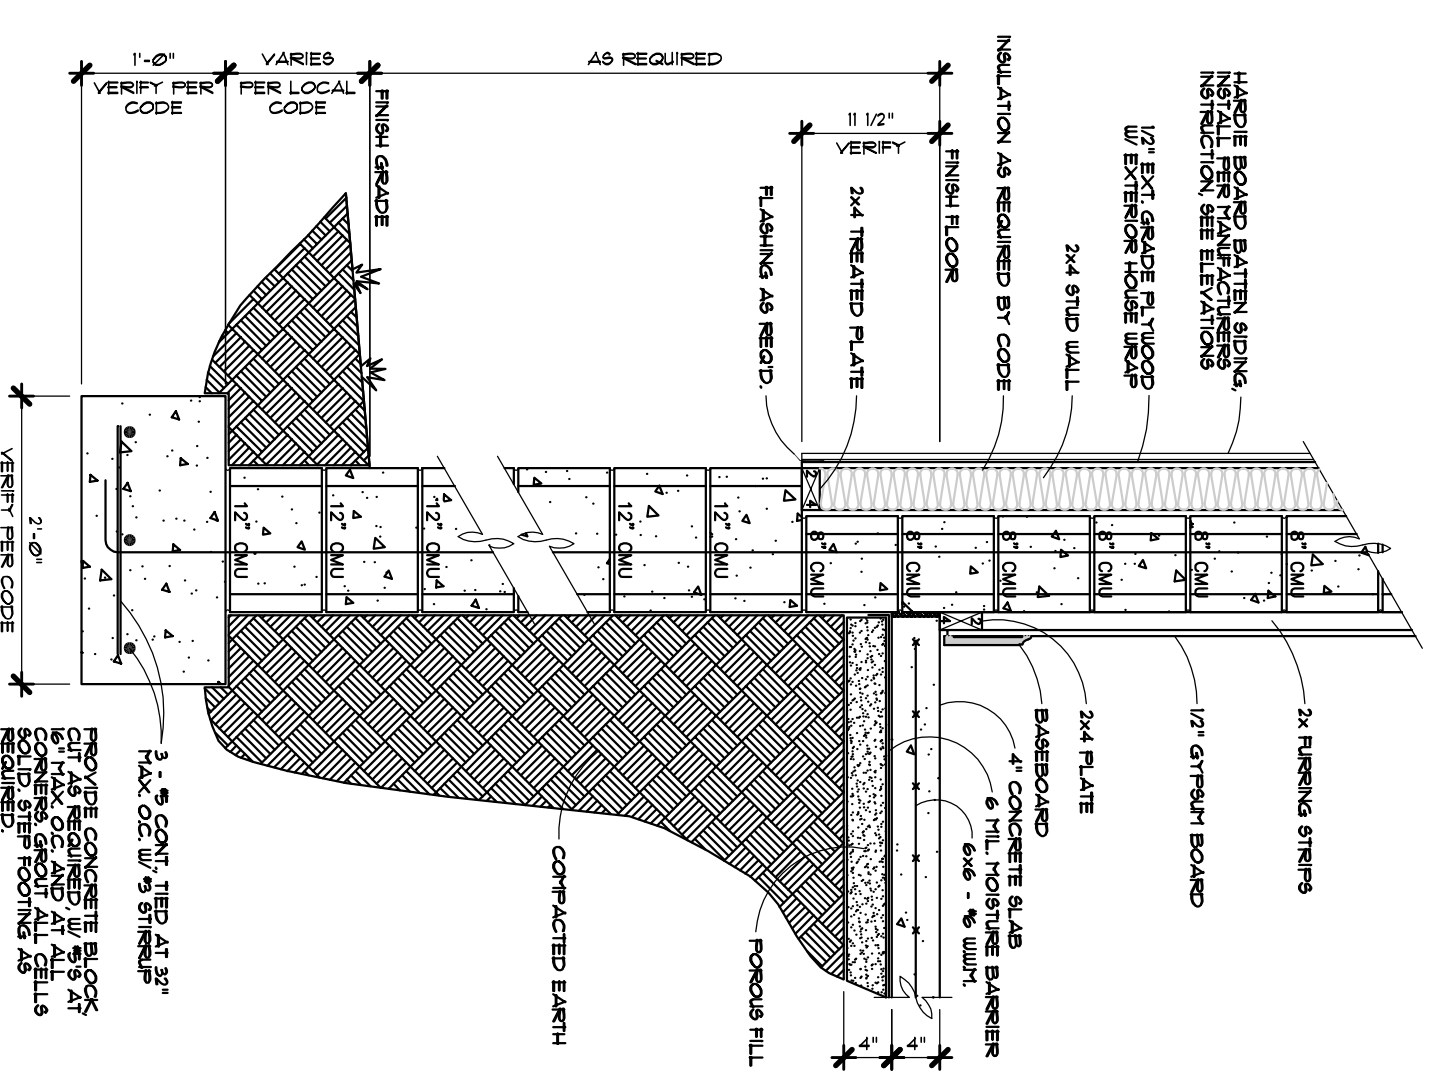 HARDIE BOARD BATTEN SIDING,
INSTALL PER MANUFACTURERS
INSTRUCTION, SEE ELEVATIONS
1/2" EXT. GRADE PLYWOOD
W/ EXTERIOR HOUSE WRAP
2x4 STUD WALL
INSULATION AS REQUIRED BY CODE
FINISH FLOOR
2x4 TREATED PLATE
FLASHING AS REQ'D.
11 1/2"
VERIFY
AS REQUIRED
FINISH GRADE
VARIES
PER LOCAL
CODE
1'-0"
VERIFY PER
CODE
8" CMU
8" CMU
8" CMU
8" CMU
8" CMU
8" CMU
2
4
12" CMU
12" CMU
12" CMU
12" CMU
12" CMU
2
4
2x FURRING STRIPS
1/2" GYPSUM BOARD
2x4 PLATE
BASEBOARD
4" CONCRETE SLAB
6 MIL. MOISTURE BARRIER
6x6 - #6 W.W.M.
4"
4"
POROUS FILL
COMPACTED EARTH
3 - #5 CONT., TIED AT 32"
MAX. O.C. W/ #3 STIRRUP
PROVIDE CONCRETE BLOCK,
CUT AS REQUIRED, W/ #5'S AT
16" MAX. O.C. AND AT ALL
CORNERS. GROUT ALL CELLS
SOLID. STEP FOOTING AS
REQUIRED.
2'-0"
VERIFY PER CODE